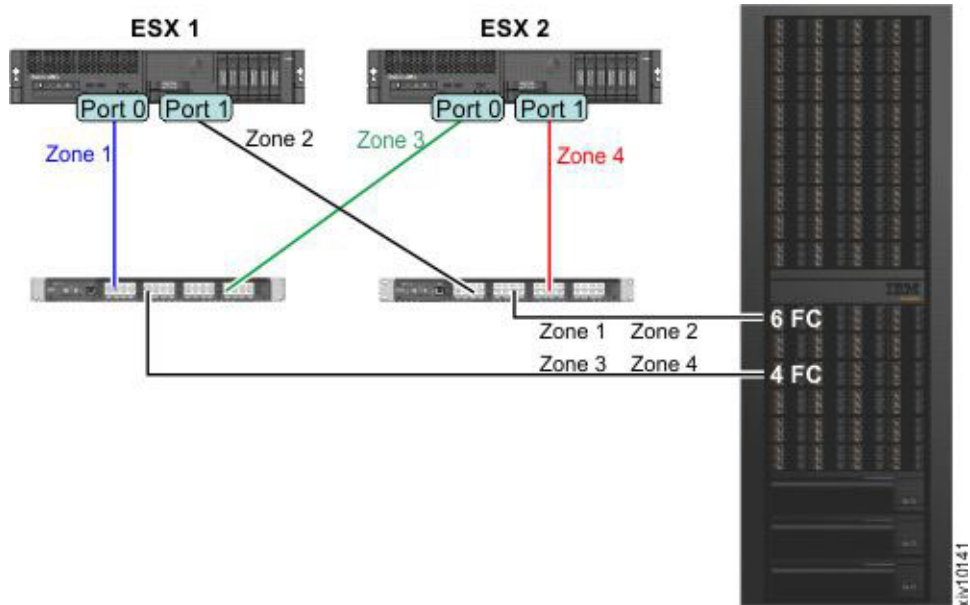 ESX 1
ESX 2
Port 0
Port 1
Port 0
Port 1
Zone 1
Zone 2
Zone 3
Zone 4
IBM
6 FC
Zone 1 Zone 2
Zone 3 Zone 4
4 FC
xiv10141